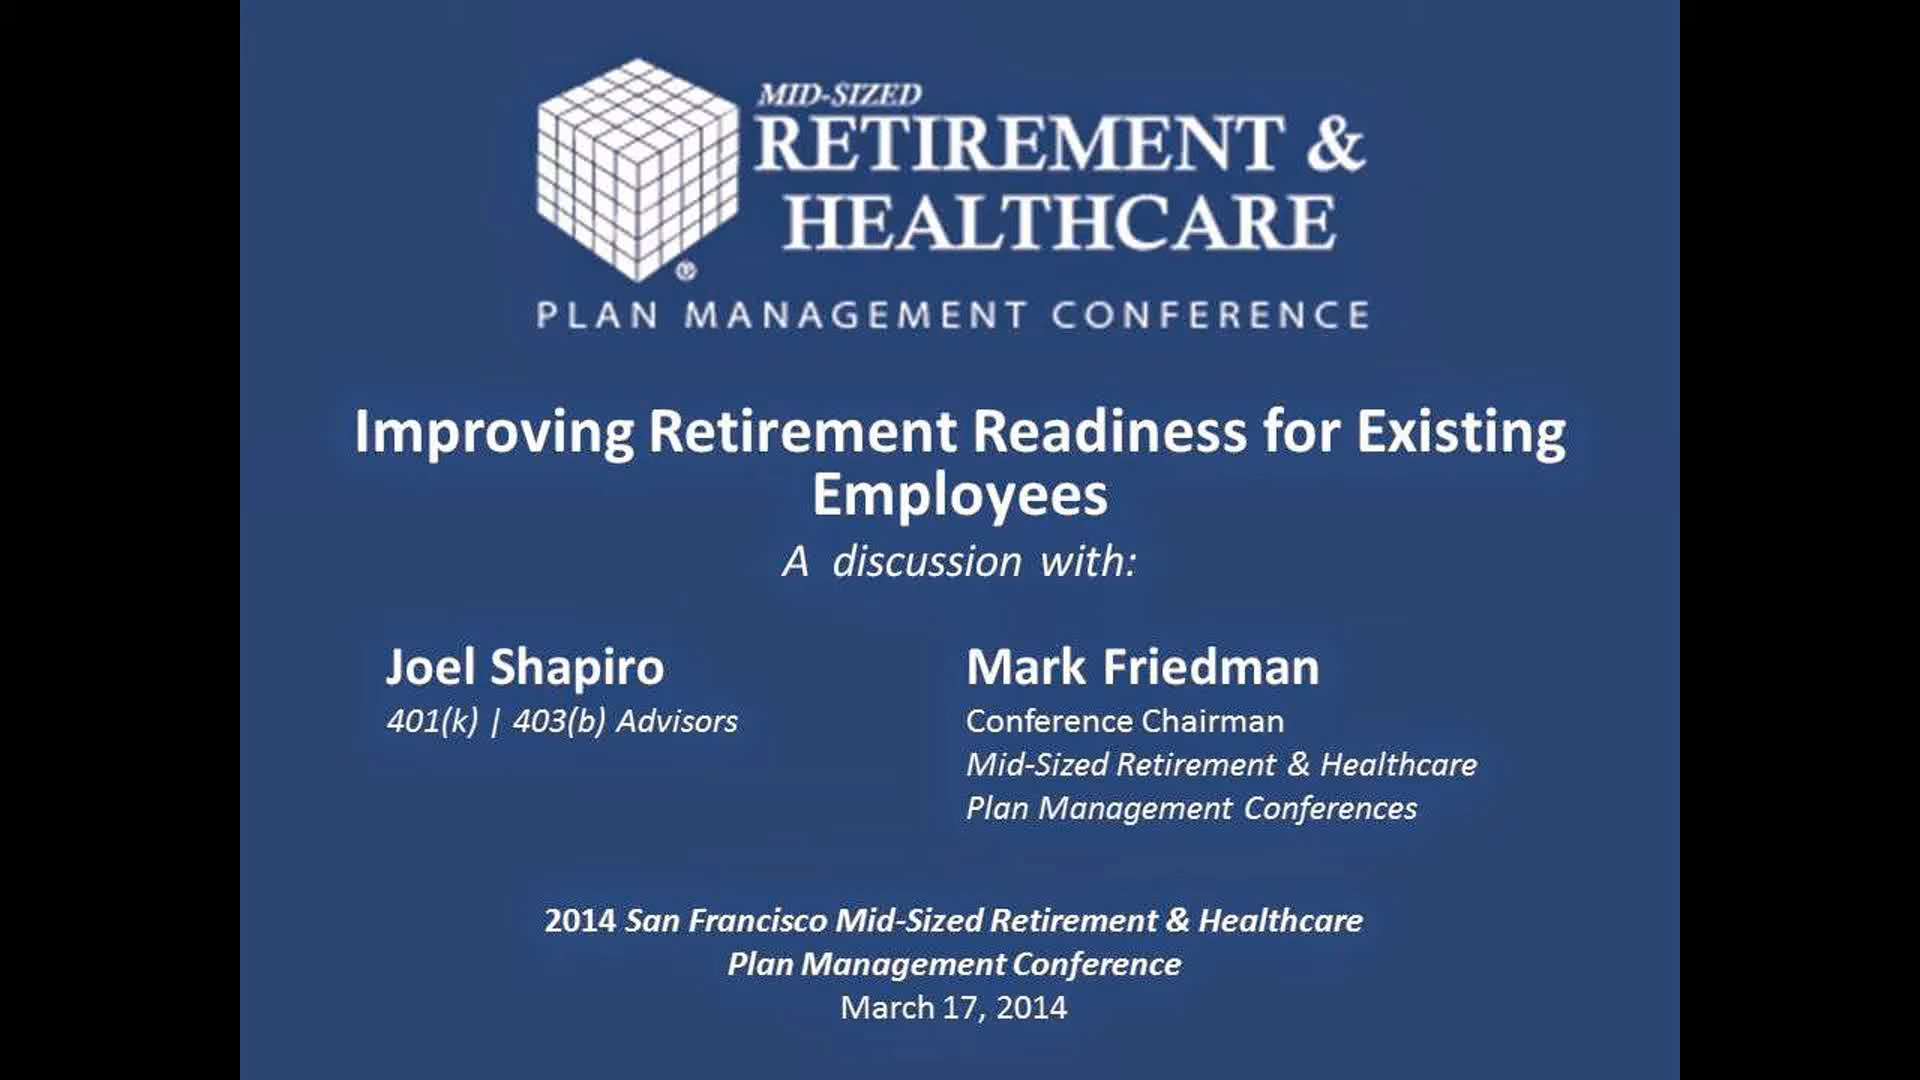 MID-SIZED
RETIREMENT &
HEALTHCARE
®
PLAN MANAGEMENT CONFERENCE
Improving Retirement Readiness for Existing
Employees
A discussion with:
Joel Shapiro
401(k) | 403(b) Advisors
Mark Friedman
Conference Chairman
Mid-Sized Retirement & Healthcare
Plan Management Conferences
2014 San Francisco Mid-Sized Retirement & Healthcare
Plan Management Conference
March 17, 2014